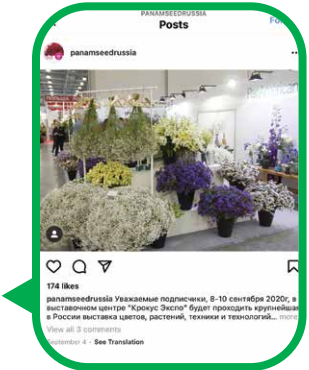 PANAMSEEDRUSSIA
Posts
panamseedrussia
174 likes
panamseedrussia Уважаемые подписчики, 8-10 сентября 2020г, в
выставочном центре "Крокус Экспо" будет проходить крупнейшая
в России выставка цветов, растений, техники и технологий... more
View all 3 comments
September 4 · See Translation